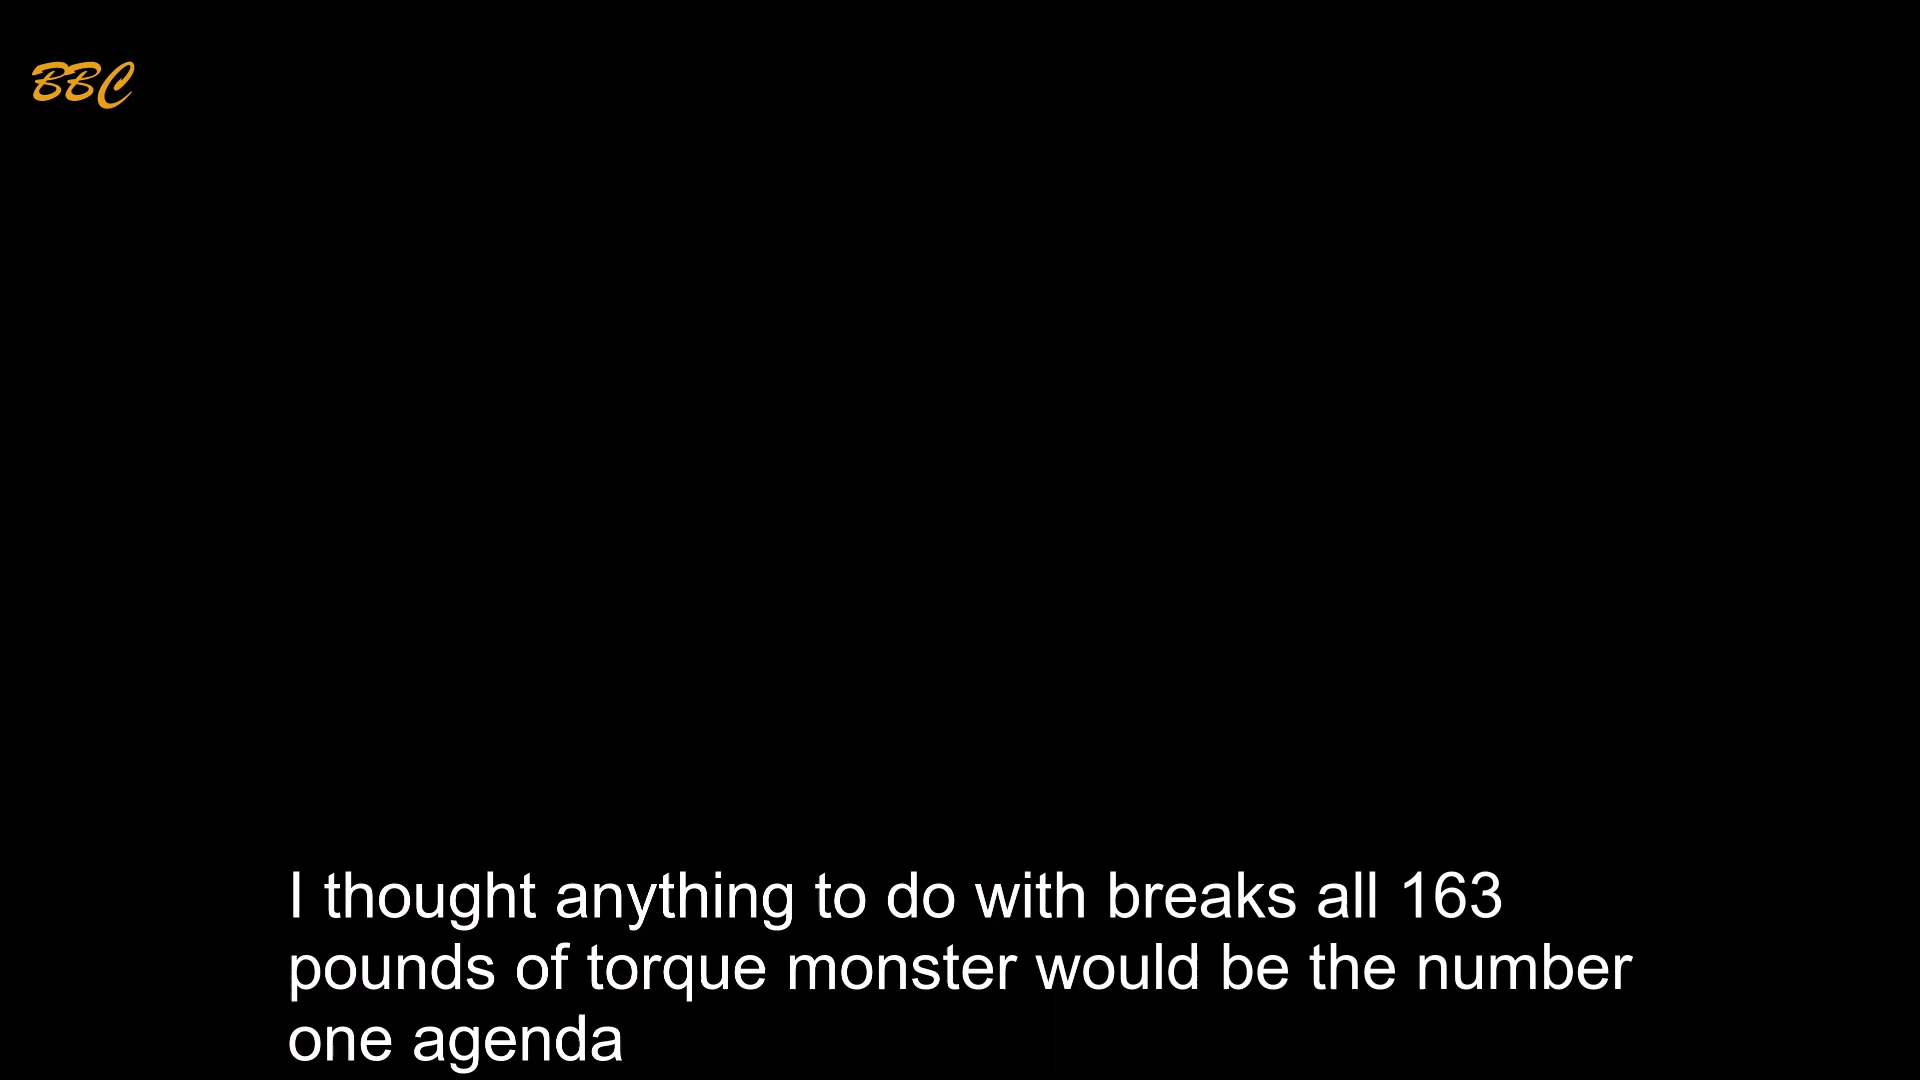 BBC
I thought anything to do with breaks all 163
pounds of torque monster would be the number
one agenda